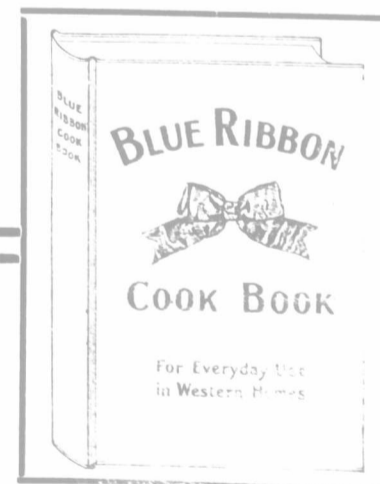 BLUE
RIBBON
COOK
BOOK
BLUE RIBBON
COOK BOOK
For Everyday Use
in Western Homes